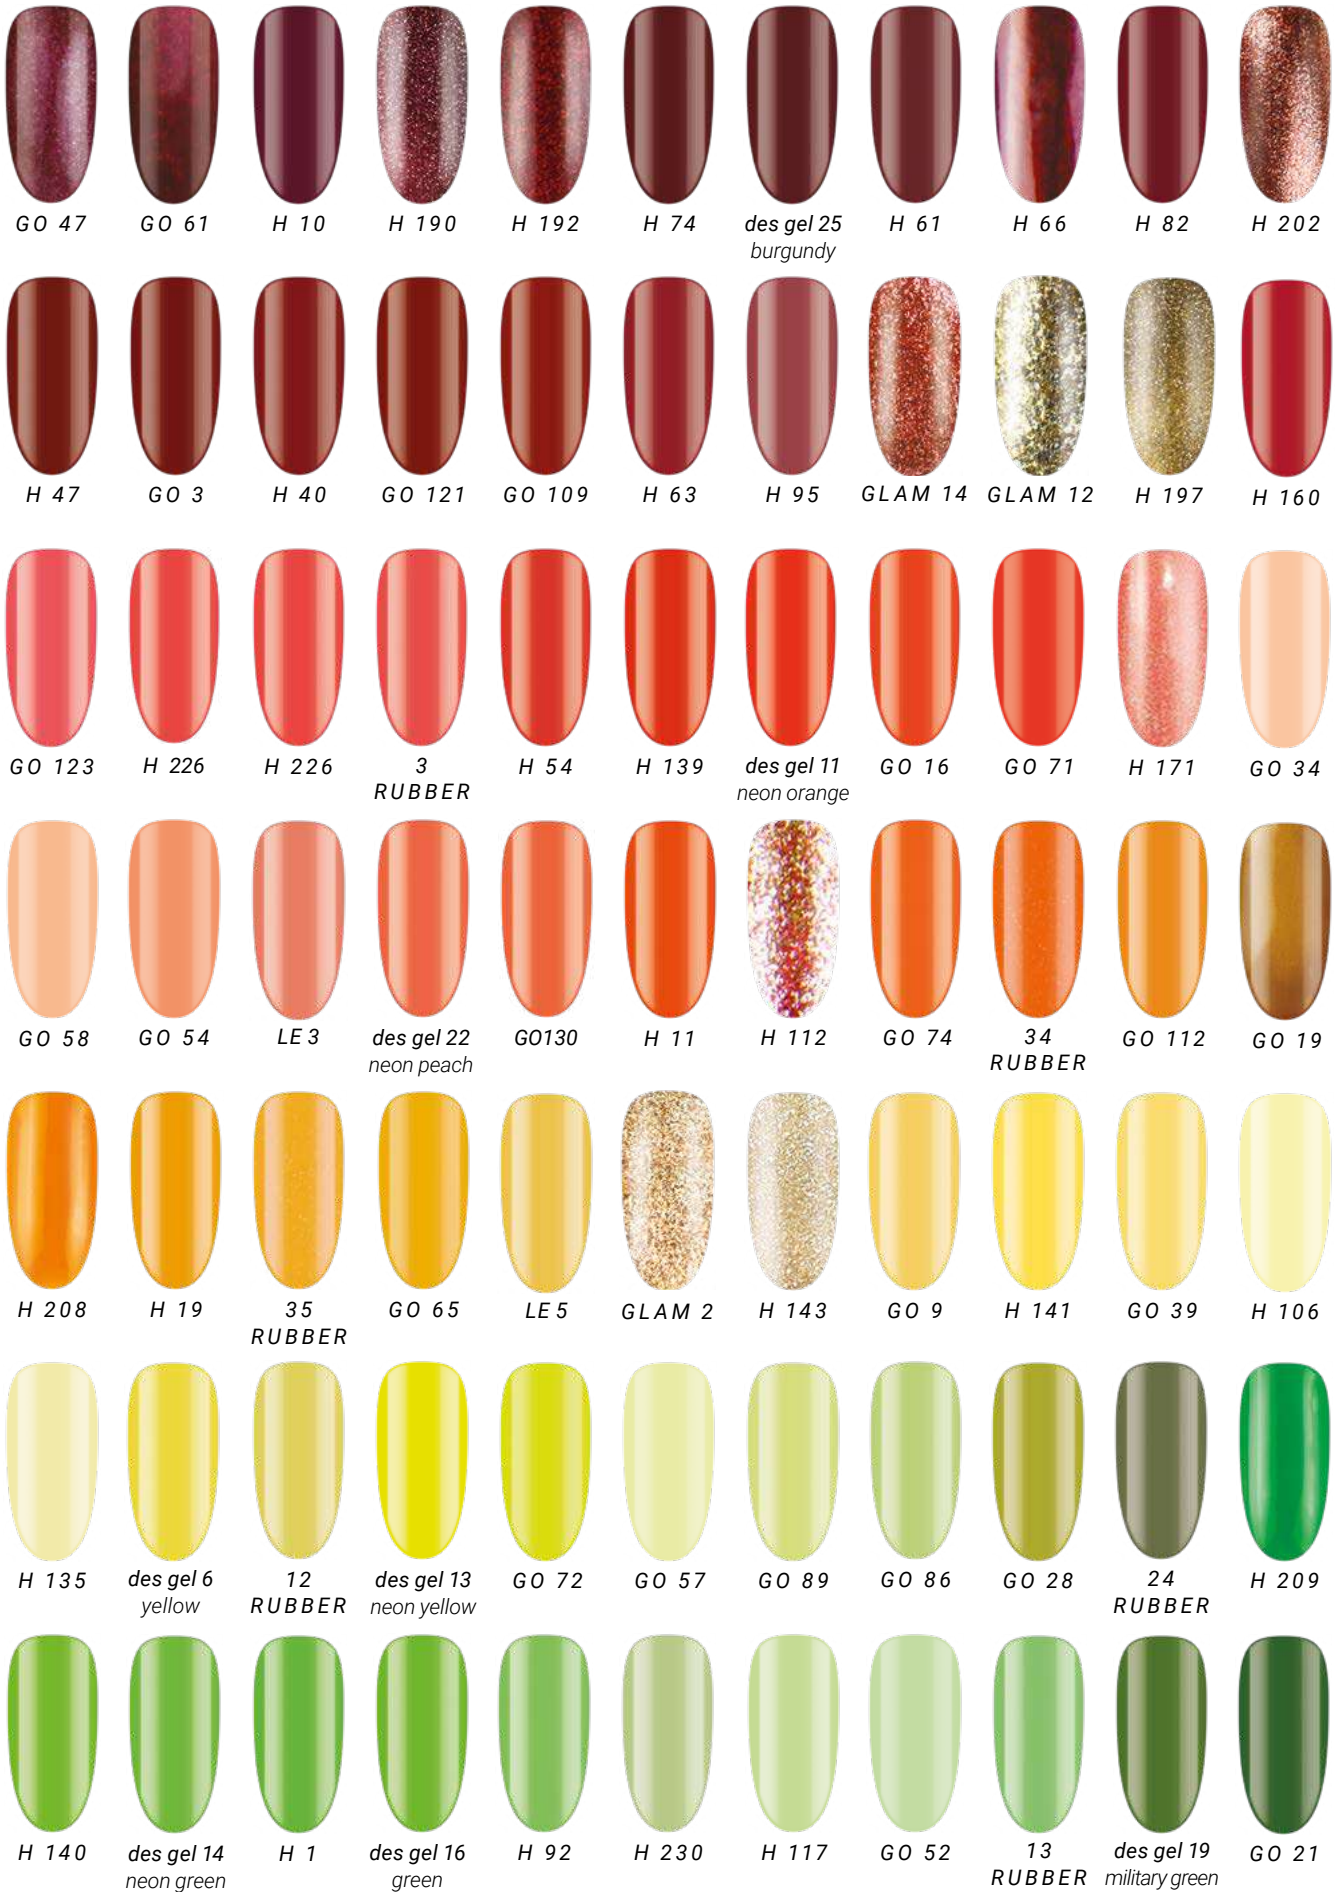 GO 47 GO 61 H 10 H 190 H 192 H 74 des gel 25 H 61 H 66 H 82 H 202
burgundy
H 47 GO 3 H 40 GO 121 GO 109 H 63 H 95 GLAM 14 GLAM 12 H 197 H 160
GO 123 H 226 H 226 3 H 54 H 139 des gel 11 GO 16 GO 71 H 171 GO 34
RUBBER neon orange
GO 58 GO 54 LE 3 des gel 22 GO130 H 11 H 112 GO 74 34 GO 112 GO 19
neon peach RUBBER
H 208 H 19 35 GO 65 LE 5 GLAM 2 H 143 GO 9 H 141 GO 39 H 106
RUBBER
H 135 des gel 6 12 des gel 13 GO 72 GO 57 GO 89 GO 86 GO 28 24 H 209
yellow RUBBER neon yellow RUBBER
H 140 des gel 14 H 1 des gel 16 H 92 H 230 H 117 GO 52 13 des gel 19 GO 21
neon green green RUBBER military green